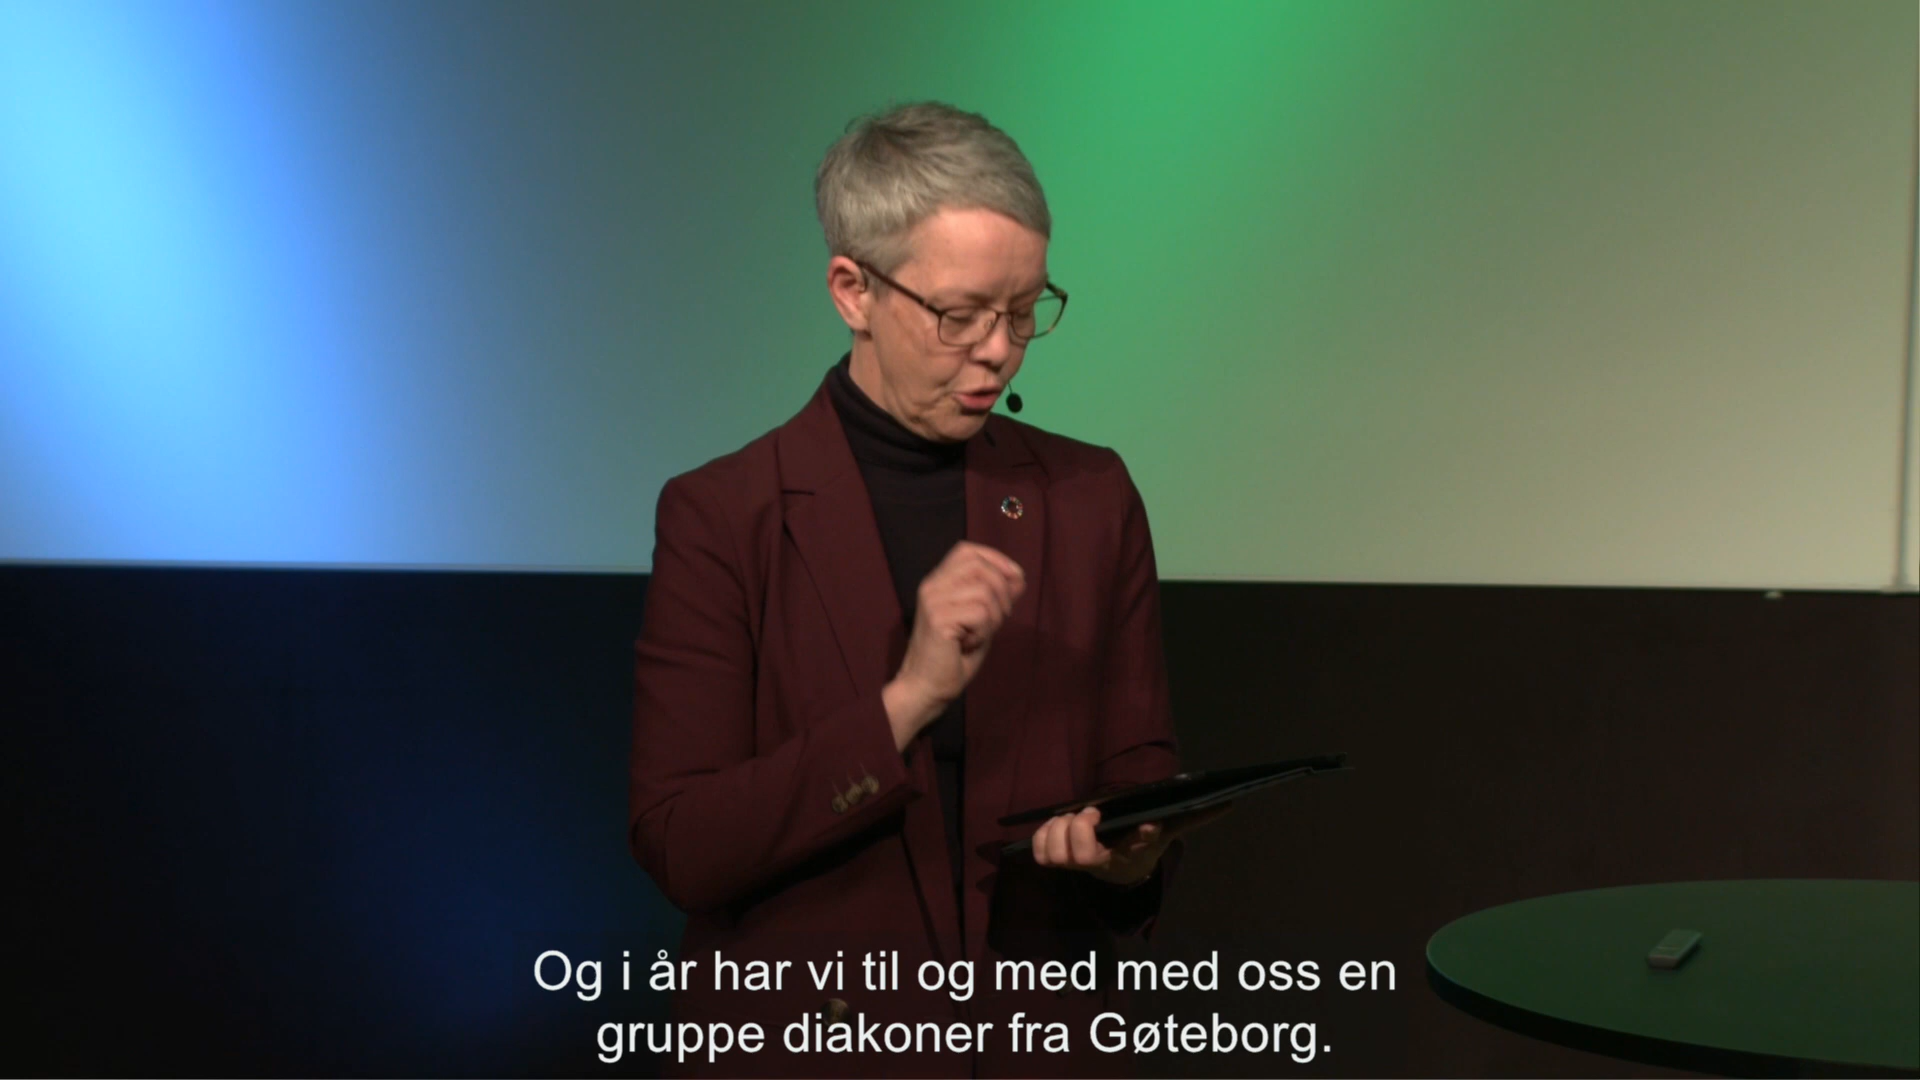 Og i år har vi til og med med oss en
gruppe diakoner fra Gøteborg.